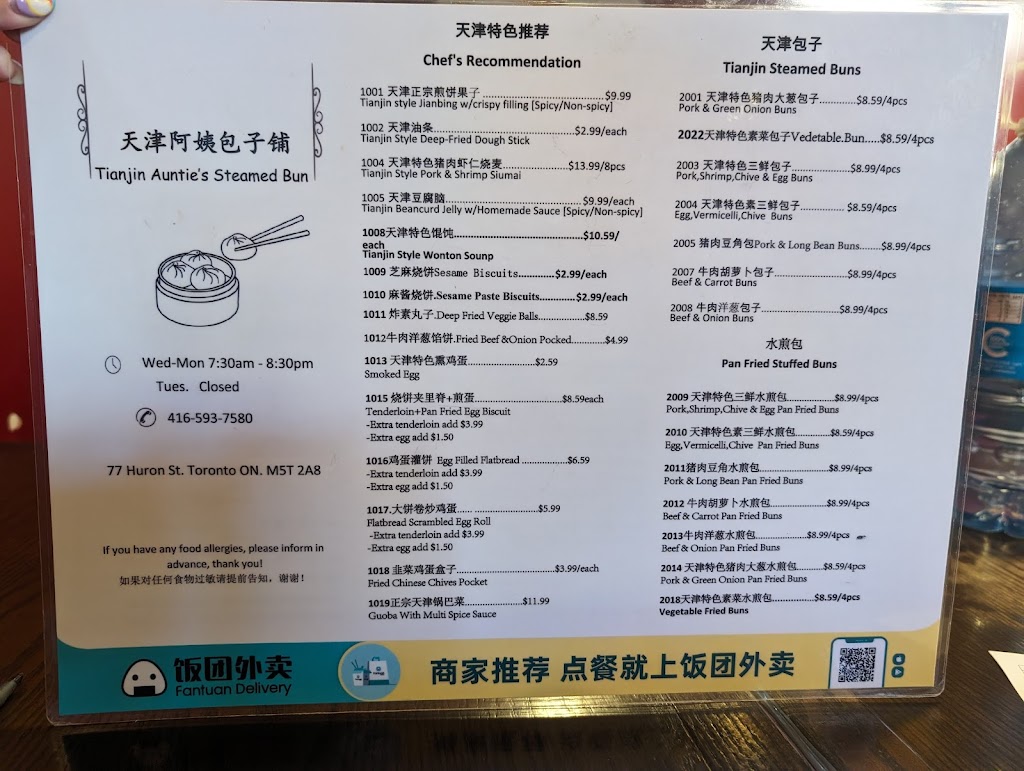 天津阿姨包子铺
Tianjin Auntie's Steamed Bun
Wed-Mon 7:30am - 8:30pm
Tues. Closed
416-593-7580
77 Huron St. Toronto ON. M5T 2A8
If you have any food allergies, please inform in
advance, thank you!
如果对任何食物过敏请提前告知，谢谢！
天津特色推荐
Chef's Recommendation
1001 天津正宗煎饼果子...............................$9.99
Tianjin style Jianbing w/crispy filling [Spicy/Non-spicy]
1002 天津油条...........................................$2.99/each
Tianjin Style Deep-Fried Dough Stick
1004 天津特色猪肉虾仁烧麦....................$13.99/8pcs
Tianjin Style Pork & Shrimp Siumai
1005 天津豆腐脑.........................................$9.99/each
Tianjin Beancurd Jelly w/Homemade Sauce [Spicy/Non-spicy]
1008天津特色馄饨.......................................$10.59/
each
Tianjin Style Wonton Sounp
1009 芝麻烧饼Sesame Biscuits............$2.99/each
1010 麻酱烧饼.Sesame Paste Biscuits............$2.99/each
1011 炸素丸子.Deep Fried Veggie Balls..............$8.59
1012牛肉洋葱馅饼.Fried Beef &Onion Pocked............$4.99
1013 天津特色熏鸡蛋...........................$2.59
Smoked Egg
1015 烧饼夹里脊+煎蛋..........................$8.59each
Tenderloin+Pan Fried Egg Biscuit
-Extra tenderloin add $3.99
-Extra egg add $1.50
1016鸡蛋灌饼 Egg Filled Flatbread .................$6.59
-Extra tenderloin add $3.99
-Extra egg add $1.50
1017.大饼卷炒鸡蛋...... ......................$5.99
Flatbread Scrambled Egg Roll
-Extra tenderloin add $3.99
-Extra egg add $1.50
1018 韭菜鸡蛋盒子..............................$3.99/each
Fried Chinese Chives Pocket
1019正宗天津锅巴菜.......................$11.99
Guoba With Multi Spice Sauce
天津包子
Tianjin Steamed Buns
2001 天津特色猪肉大葱包子............$8.59/4pcs
Pork & Green Onion Buns
2022天津特色素菜包子Vedetable.Bun.....$8.59/4pcs
2003 天津特色三鲜包子..................$8.99/4pcs
Pork,Shrimp,Chive & Egg Buns
2004 天津特色素三鲜包子.............. $8.59/4pcs
Egg,Vermicelli,Chive Buns
2005 猪肉豆角包Pork & Long Bean Buns........$8.99/4pcs
2007 牛肉胡萝卜包子.......................$8.99/4pcs
Beef & Carrot Buns
2008 牛肉洋葱包子........................$8.99/4pcs
Beef & Onion Buns
水煎包
Pan Fried Stuffed Buns
2009 天津特色三鲜水煎包................$8.99/4pcs
Pork,Shrimp,Chive & Egg Pan Fried Buns
2010 天津特色素三鲜水煎包............$8.59/4pcs
Egg,Vermicelli,Chive Pan Fried Buns
2011猪肉豆角水煎包.......................$8.99/4pcs
Pork & Long Bean Pan Fried Buns
2012 牛肉胡萝卜水煎包...................$8.99/4pcs
Beef & Carrot Pan Fried Buns
2013牛肉洋葱水煎包.................$8.99/4pcs
Beef & Onion Pan Fried Buns
2014 天津特色猪肉大葱水煎包.........$8.59/4pcs
Pork & Green Onion Pan Fried Buns
2018天津特色素菜水煎包...............$8.59/4pcs
Vegetable Fried Buns
饭团外卖
Fantuan Delivery
商家推荐 点餐就上饭团外卖